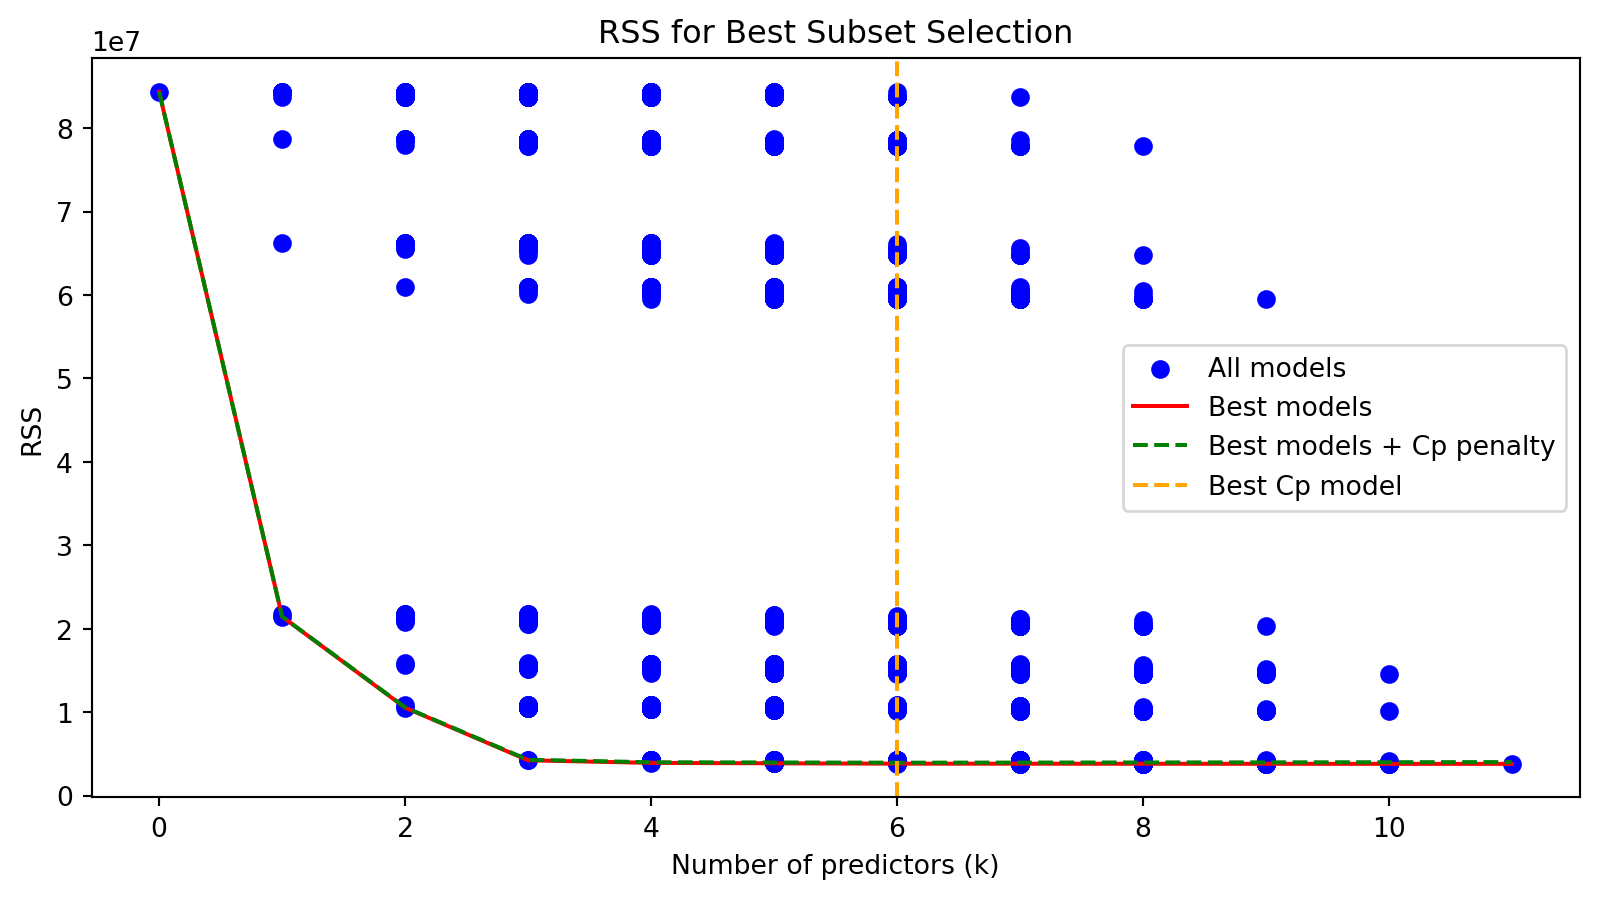 RSS for Best Subset Selection
1e7
8
7
6
5
4
3
2
1
0
RSS
All models
Best models
Best models + Cp penalty
Best Cp model
0 2 4 6 8 10
Number of predictors (k)